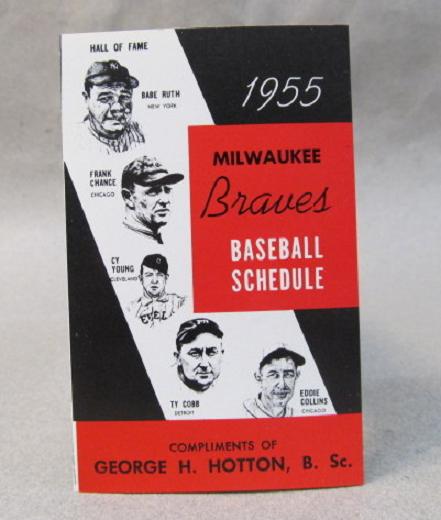 HALL OF FAME
BABE RUTH
NEW YORK
1955
FRANK
CHANCE
CHICAGO
MILWAUKEE
Braves
BASEBALL
SCHEDULE
CY
YOUNG
CLEVELAND
TY COBB
DETROIT
EDDIE
COLLINS
CHICAGO
COMPLIMENTS OF
GEORGE H. HOTTON, B. Sc.